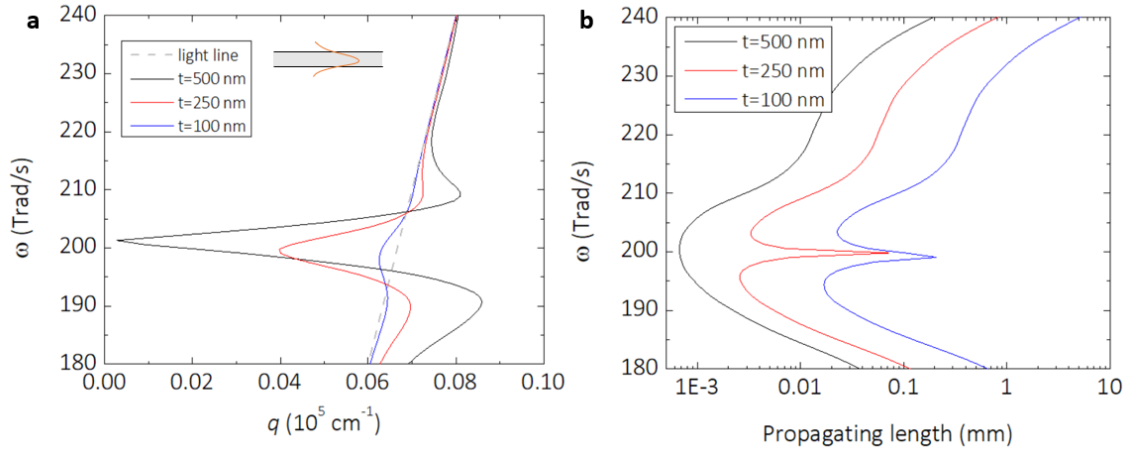 a
240
230
220
210
200
190
180
ω (Trad/s)
light line
t=500 nm
t=250 nm
t=100 nm
0.00
0.02
0.04
0.06
0.08
0.10
q (10⁵ cm⁻¹)
b
240
230
220
210
200
190
180
ω (Trad/s)
t=500 nm
t=250 nm
t=100 nm
1E-3
0.01
0.1
1
10
Propagating length (mm)